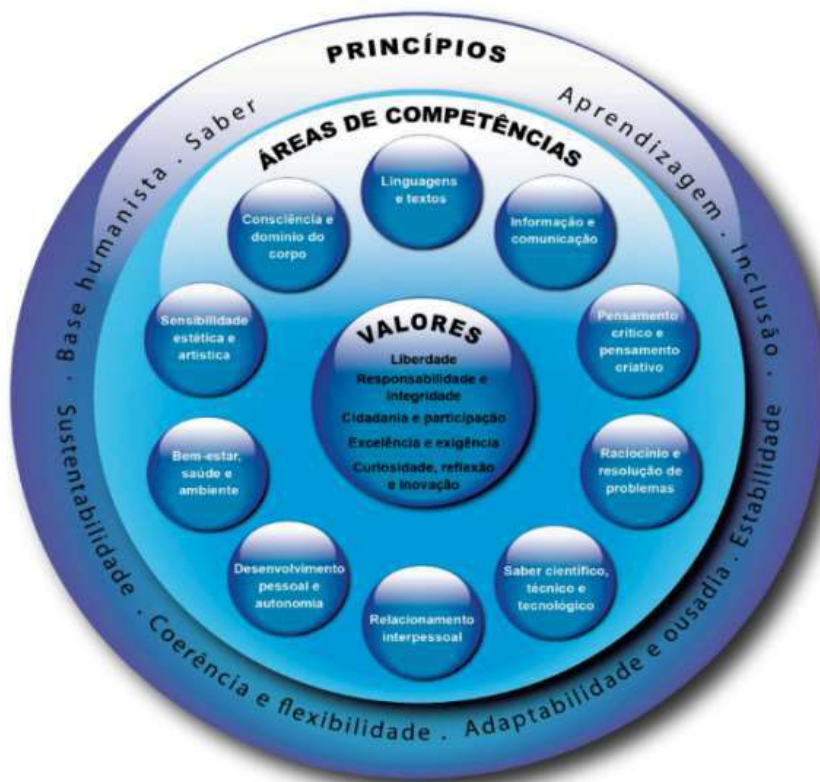 PRINCÍPIOS
Base humanista . Saber
Aprendizagem . Inclusão .
Estabilidade
. Adaptabilidade e ousadia .
Coerência e flexibilidade
Sustentabilidade .
ÁREAS DE COMPETÊNCIAS
Linguagens
e textos
Informação e
comunicação
Pensamento
crítico e
pensamento
criativo
Raciocínio e
resolução de
problemas
Saber científico,
técnico e
tecnológico
Relacionamento
interpessoal
Desenvolvimento
pessoal e
autonomia
Bem-estar,
saúde e
ambiente
Sensibilidade
estética e
artística
Consciência e
domínio do
corpo
VALORES
Liberdade
Responsabilidade e
integridade
Cidadania e participação
Excelência e exigência
Curiosidade, reflexão
e inovação